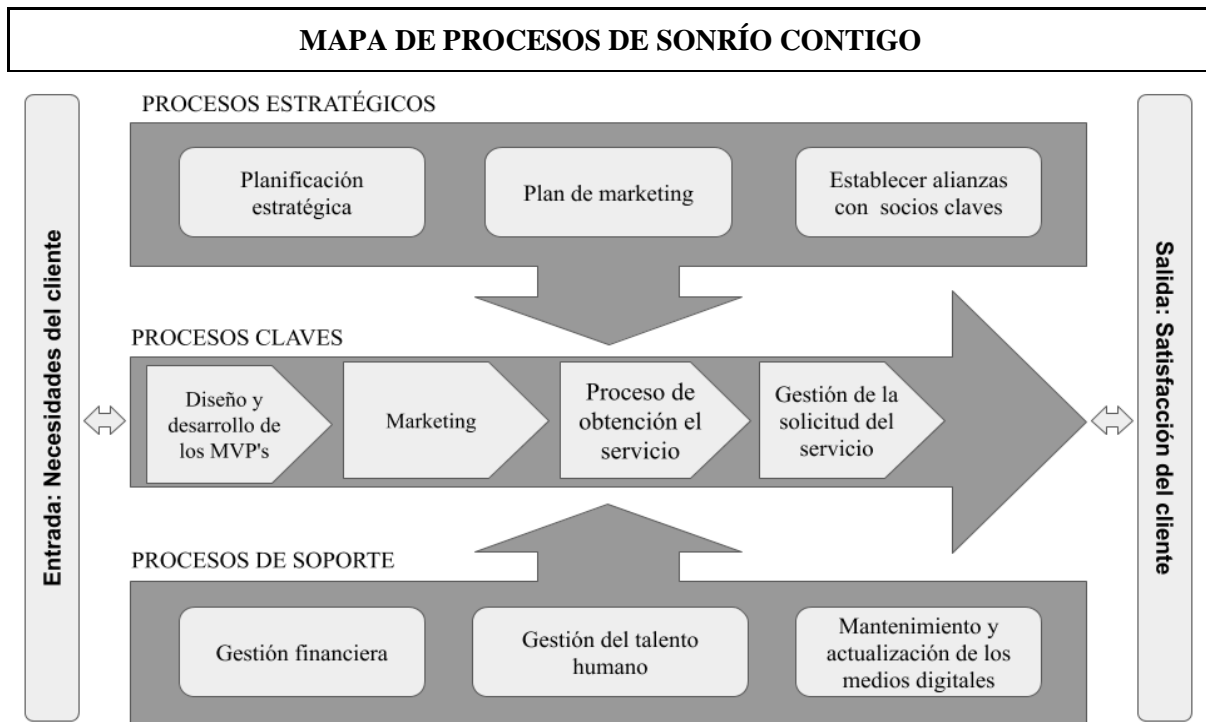 MAPA DE PROCESOS DE SONRÍO CONTIGO
Entrada: Necesidades del cliente
PROCESOS ESTRATÉGICOS
Planificación
estratégica
Plan de marketing
Establecer alianzas
con socios claves
PROCESOS CLAVES
Diseño y
desarrollo de
los MVP's
Marketing
Proceso de
obtención el
servicio
Gestión de la
solicitud del
servicio
PROCESOS DE SOPORTE
Gestión financiera
Gestión del talento
humano
Mantenimiento y
actualización de los
medios digitales
Salida: Satisfacción del cliente